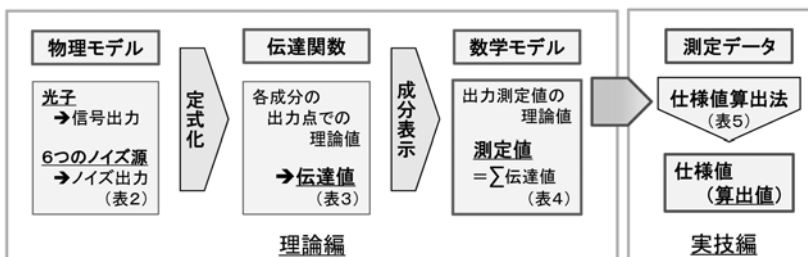 物理モデル
光子
➔信号出力
6つのノイズ源
➔ノイズ出力
(表2)
定式化
伝達関数
各成分の
出力点での
理論値
➔伝達値
(表3)
成分表示
数学モデル
出力測定値の
理論値
測定値
=∑伝達値
(表4)
理論編
測定データ
仕様値算出法
(表5)
仕様値
(算出値)
実技編